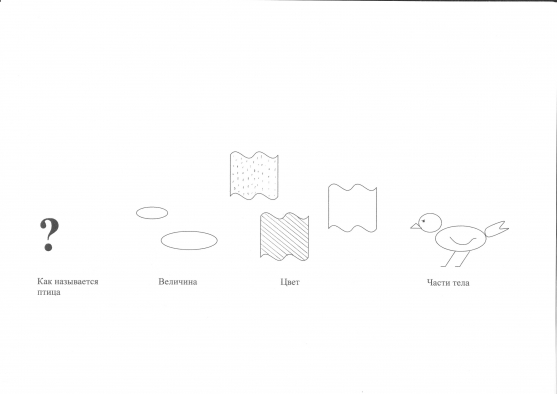 ?
Как называется
птица
Величина
Цвет
Части тела